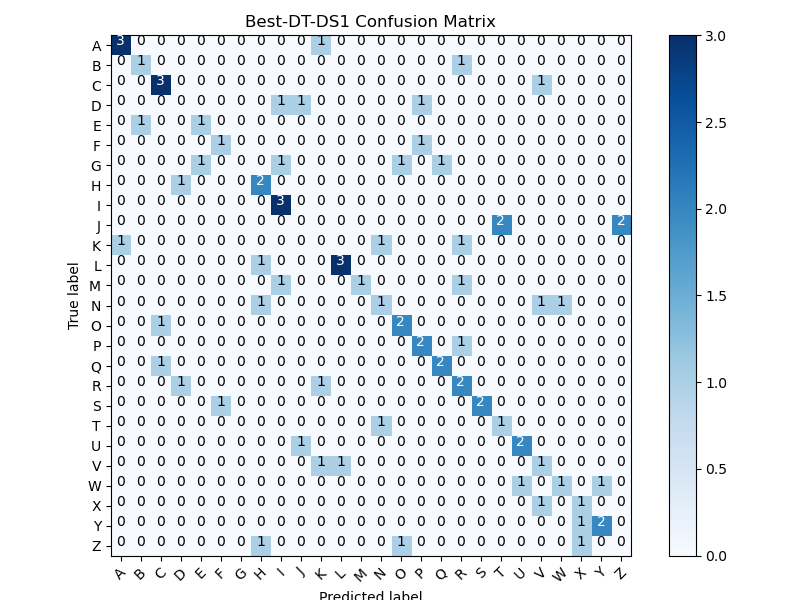 Best-DT-DS1 Confusion Matrix
True label
A 3 0 0 0 0 0 0 0 0 0 1 0 0 0 0 0 0 0 0 0 0 0 0 0 0 0
B 0 1 0 0 0 0 0 0 0 0 0 0 0 0 0 0 0 1 0 0 0 0 0 0 0 0
C 0 0 3 0 0 0 0 0 0 0 0 0 0 0 0 0 0 0 0 0 0 1 0 0 0 0
D 0 0 0 0 0 0 0 0 1 1 0 0 0 0 0 1 0 0 0 0 0 0 0 0 0 0
E 0 1 0 0 1 0 0 0 0 0 0 0 0 0 0 0 0 0 0 0 0 0 0 0 0 0
F 0 0 0 0 0 1 0 0 0 0 0 0 0 0 0 1 0 0 0 0 0 0 0 0 0 0
G 0 0 0 0 1 0 0 0 1 0 0 0 0 0 1 0 1 0 0 0 0 0 0 0 0 0
H 0 0 0 1 0 0 0 2 0 0 0 0 0 0 0 0 0 0 0 0 0 0 0 0 0 0
I 0 0 0 0 0 0 0 0 3 0 0 0 0 0 0 0 0 0 0 0 0 0 0 0 0 0
J 0 0 0 0 0 0 0 0 0 0 0 0 0 0 0 0 0 0 0 2 0 0 0 0 0 2
K 1 0 0 0 0 0 0 0 0 0 0 0 0 1 0 0 0 1 0 0 0 0 0 0 0 0
L 0 0 0 0 0 0 0 1 0 0 0 3 0 0 0 0 0 0 0 0 0 0 0 0 0 0
M 0 0 0 0 0 0 0 0 1 0 0 0 1 0 0 0 0 1 0 0 0 0 0 0 0 0
N 0 0 0 0 0 0 0 1 0 0 0 0 0 1 0 0 0 0 0 0 0 1 1 0 0 0
O 0 0 1 0 0 0 0 0 0 0 0 0 0 0 2 0 0 0 0 0 0 0 0 0 0 0
P 0 0 0 0 0 0 0 0 0 0 0 0 0 0 0 2 0 1 0 0 0 0 0 0 0 0
Q 0 0 1 0 0 0 0 0 0 0 0 0 0 0 0 0 2 0 0 0 0 0 0 0 0 0
R 0 0 0 1 0 0 0 0 0 0 1 0 0 0 0 0 0 2 0 0 0 0 0 0 0 0
S 0 0 0 0 0 1 0 0 0 0 0 0 0 0 0 0 0 0 2 0 0 0 0 0 0 0
T 0 0 0 0 0 0 0 0 0 0 0 0 0 1 0 0 0 0 0 1 0 0 0 0 0 0
U 0 0 0 0 0 0 0 0 0 1 0 0 0 0 0 0 0 0 0 0 2 0 0 0 0 0
V 0 0 0 0 0 0 0 0 0 0 1 1 0 0 0 0 0 0 0 0 0 1 0 0 0 0
W 0 0 0 0 0 0 0 0 0 0 0 0 0 0 0 0 0 0 0 0 1 0 1 0 1 0
X 0 0 0 0 0 0 0 0 0 0 0 0 0 0 0 0 0 0 0 0 0 1 0 1 0 0
Y 0 0 0 0 0 0 0 0 0 0 0 0 0 0 0 0 0 0 0 0 0 0 0 1 2 0
Z 0 0 0 0 0 0 0 1 0 0 0 0 0 0 1 0 0 0 0 0 0 0 0 1 0 0
A B C D E F G H I J K L M N O P Q R S T U V W X Y Z
Predicted label
3.0
2.5
2.0
1.5
1.0
0.5
0.0